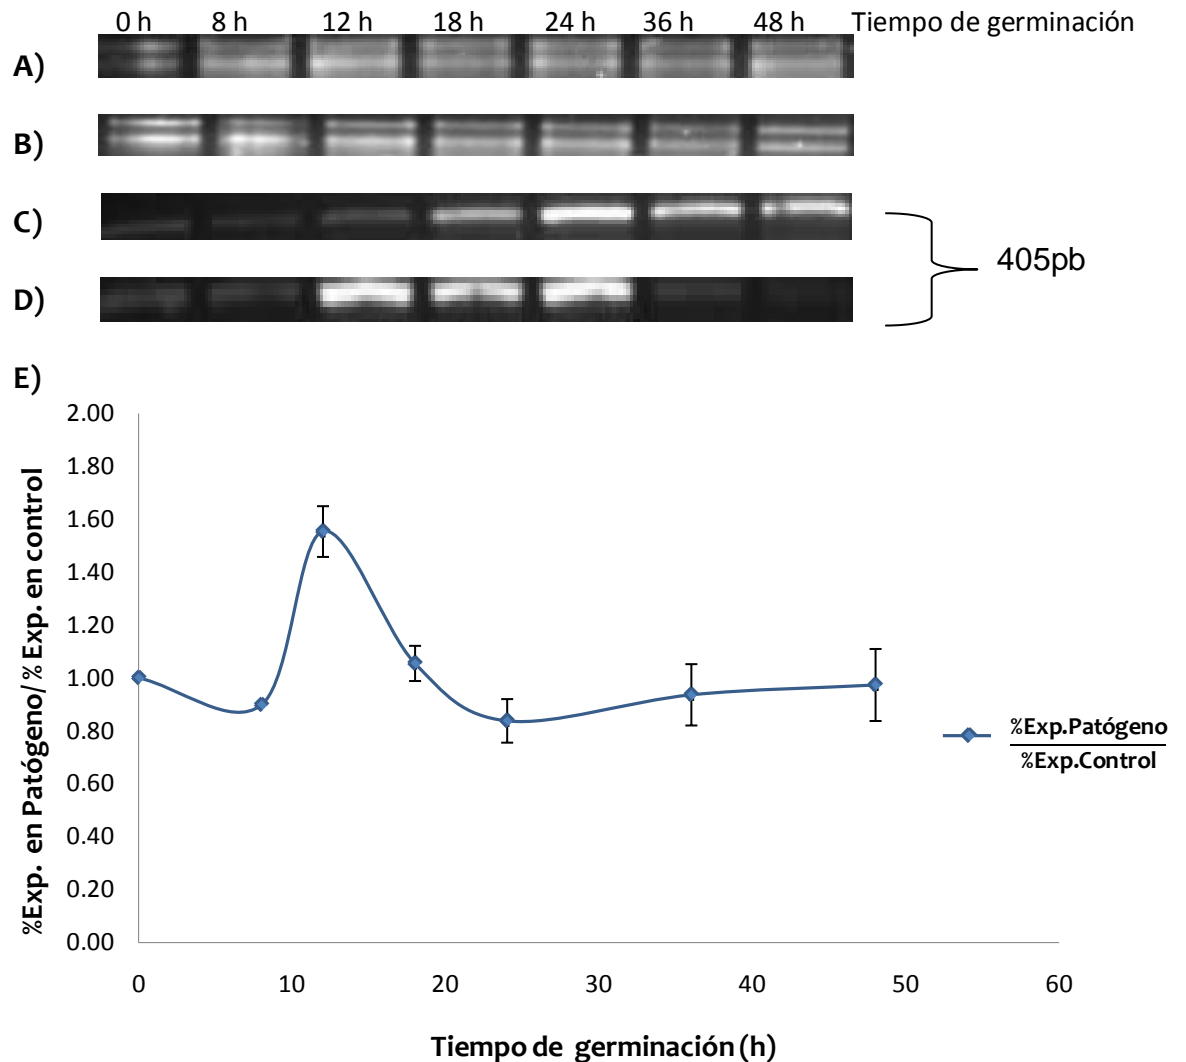 0 h 8 h 12 h 18 h 24 h 36 h 48 h Tiempo de germinación
A)
B)
C)
D)
405pb
E)
%Exp. en Patógeno/% Exp. en control
2.00
1.80
1.60
1.40
1.20
1.00
0.80
0.60
0.40
0.20
0.00
0 10 20 30 40 50 60
Tiempo de germinación (h)
%Exp.Patógeno
%Exp.Control